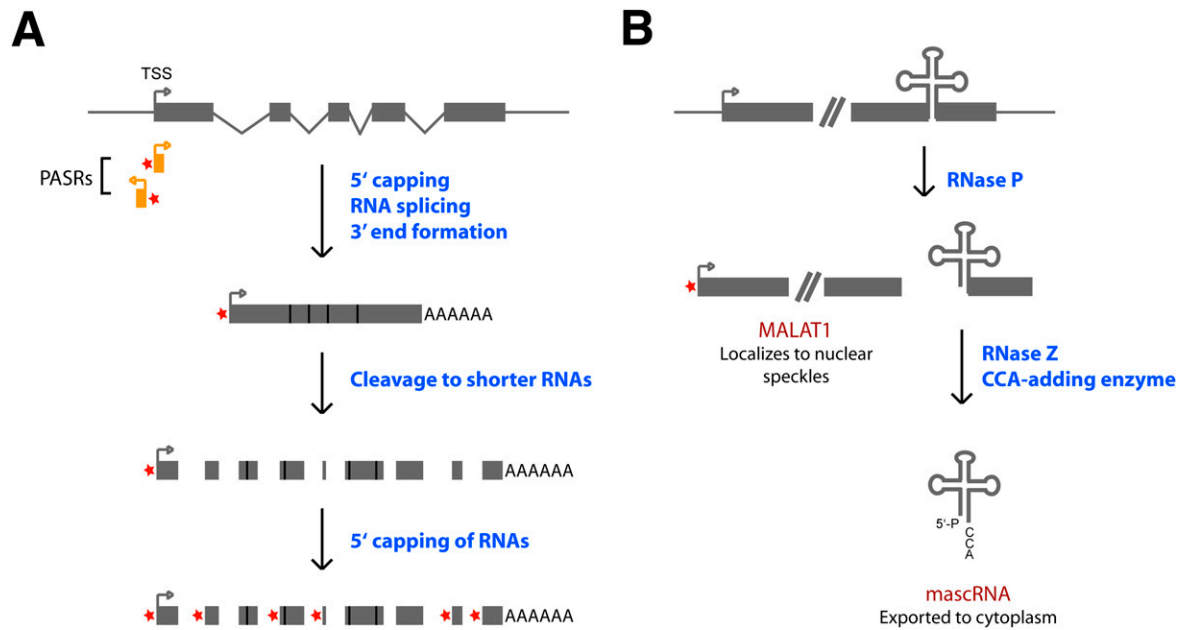 A
TSS
PASRs
5‘ capping
RNA splicing
3’ end formation
AAAAAA
Cleavage to shorter RNAs
AAAAAA
5‘ capping of RNAs
AAAAAA
B
RNase P
MALAT1
Localizes to nuclear
speckles
RNase Z
CCA-adding enzyme
5‘-P
C
C
A
mascRNA
Exported to cytoplasm